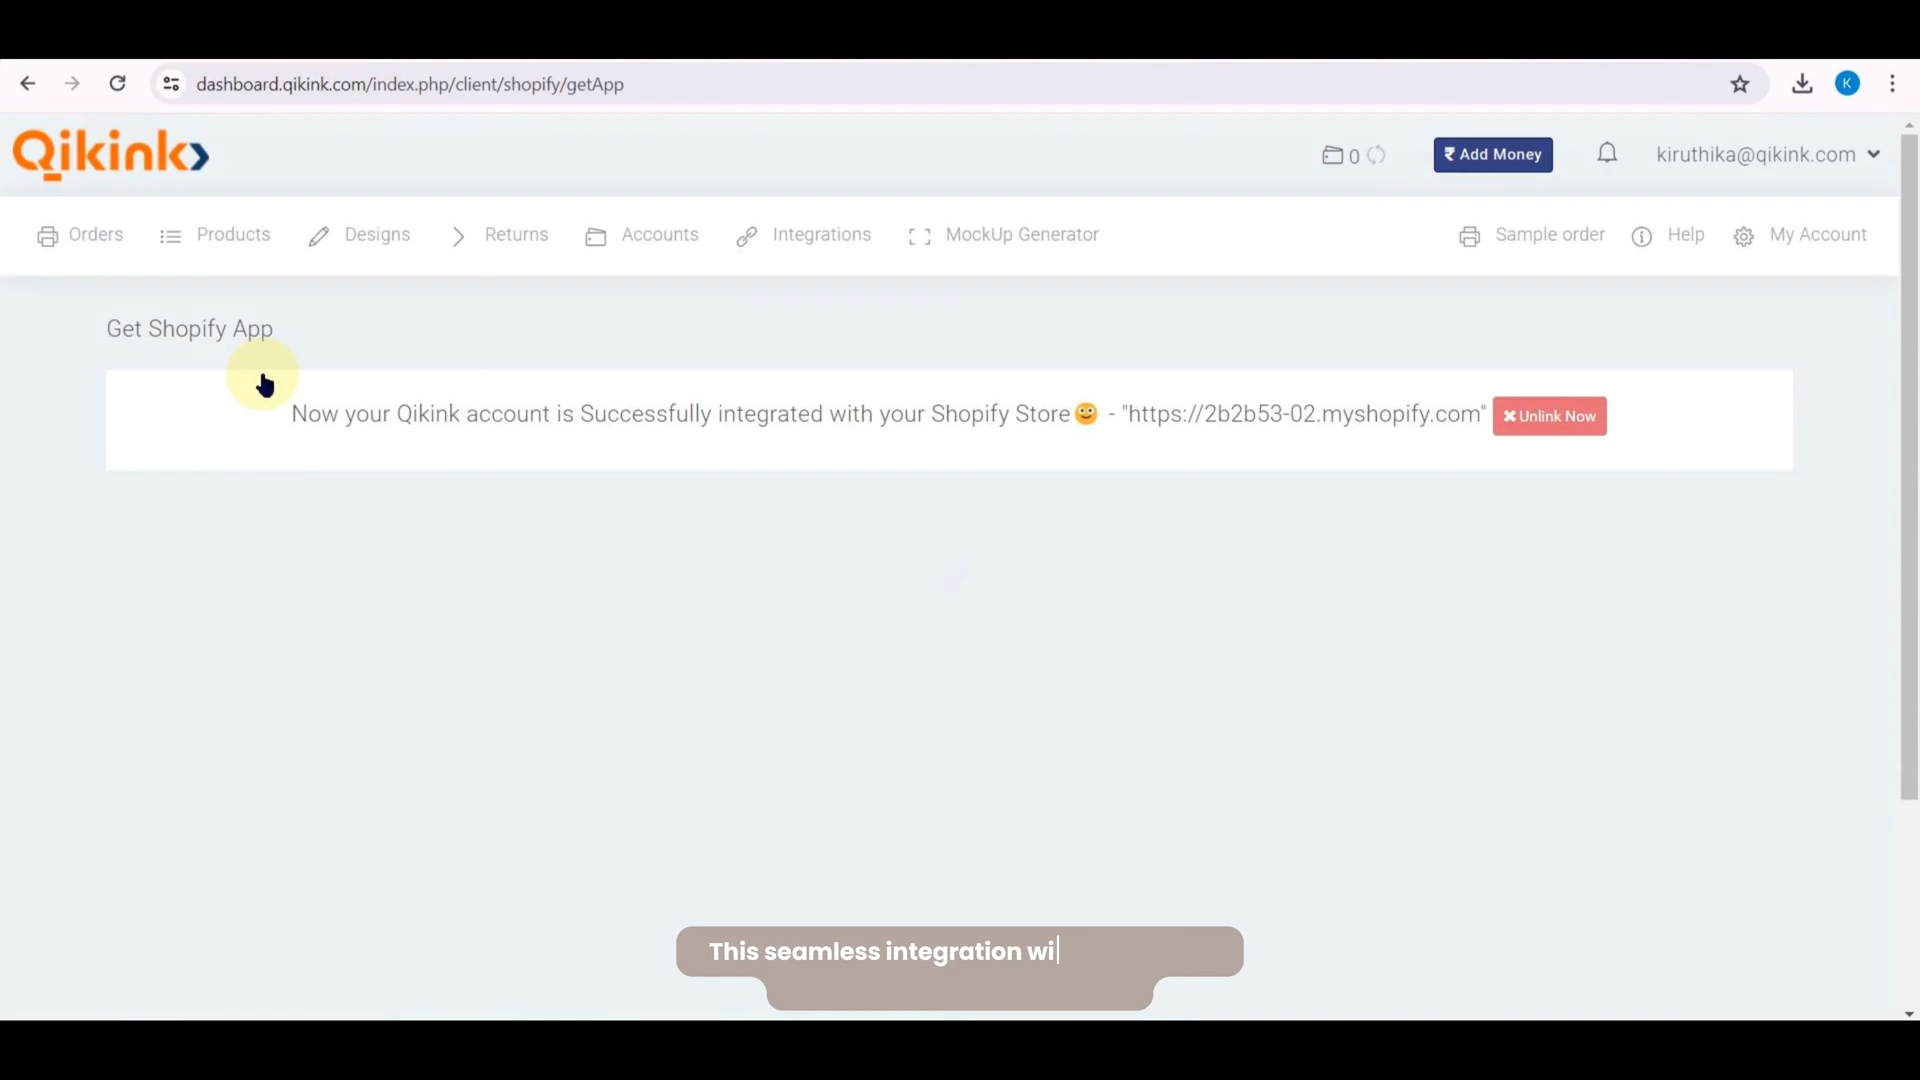 dashboard.qikink.com/index.php/client/shopify/getApp
K
Qikink
0
₹ Add Money
kiruthika@qikink.com
Orders
Products
Designs
Returns
Accounts
Integrations
MockUp Generator
Sample order
Help
My Account
Get Shopify App
Now your Qikink account is Successfully integrated with your Shopify Store🙂 - "https://2b2b53-02.myshopify.com" ✖ Unlink Now
This seamless integration wi